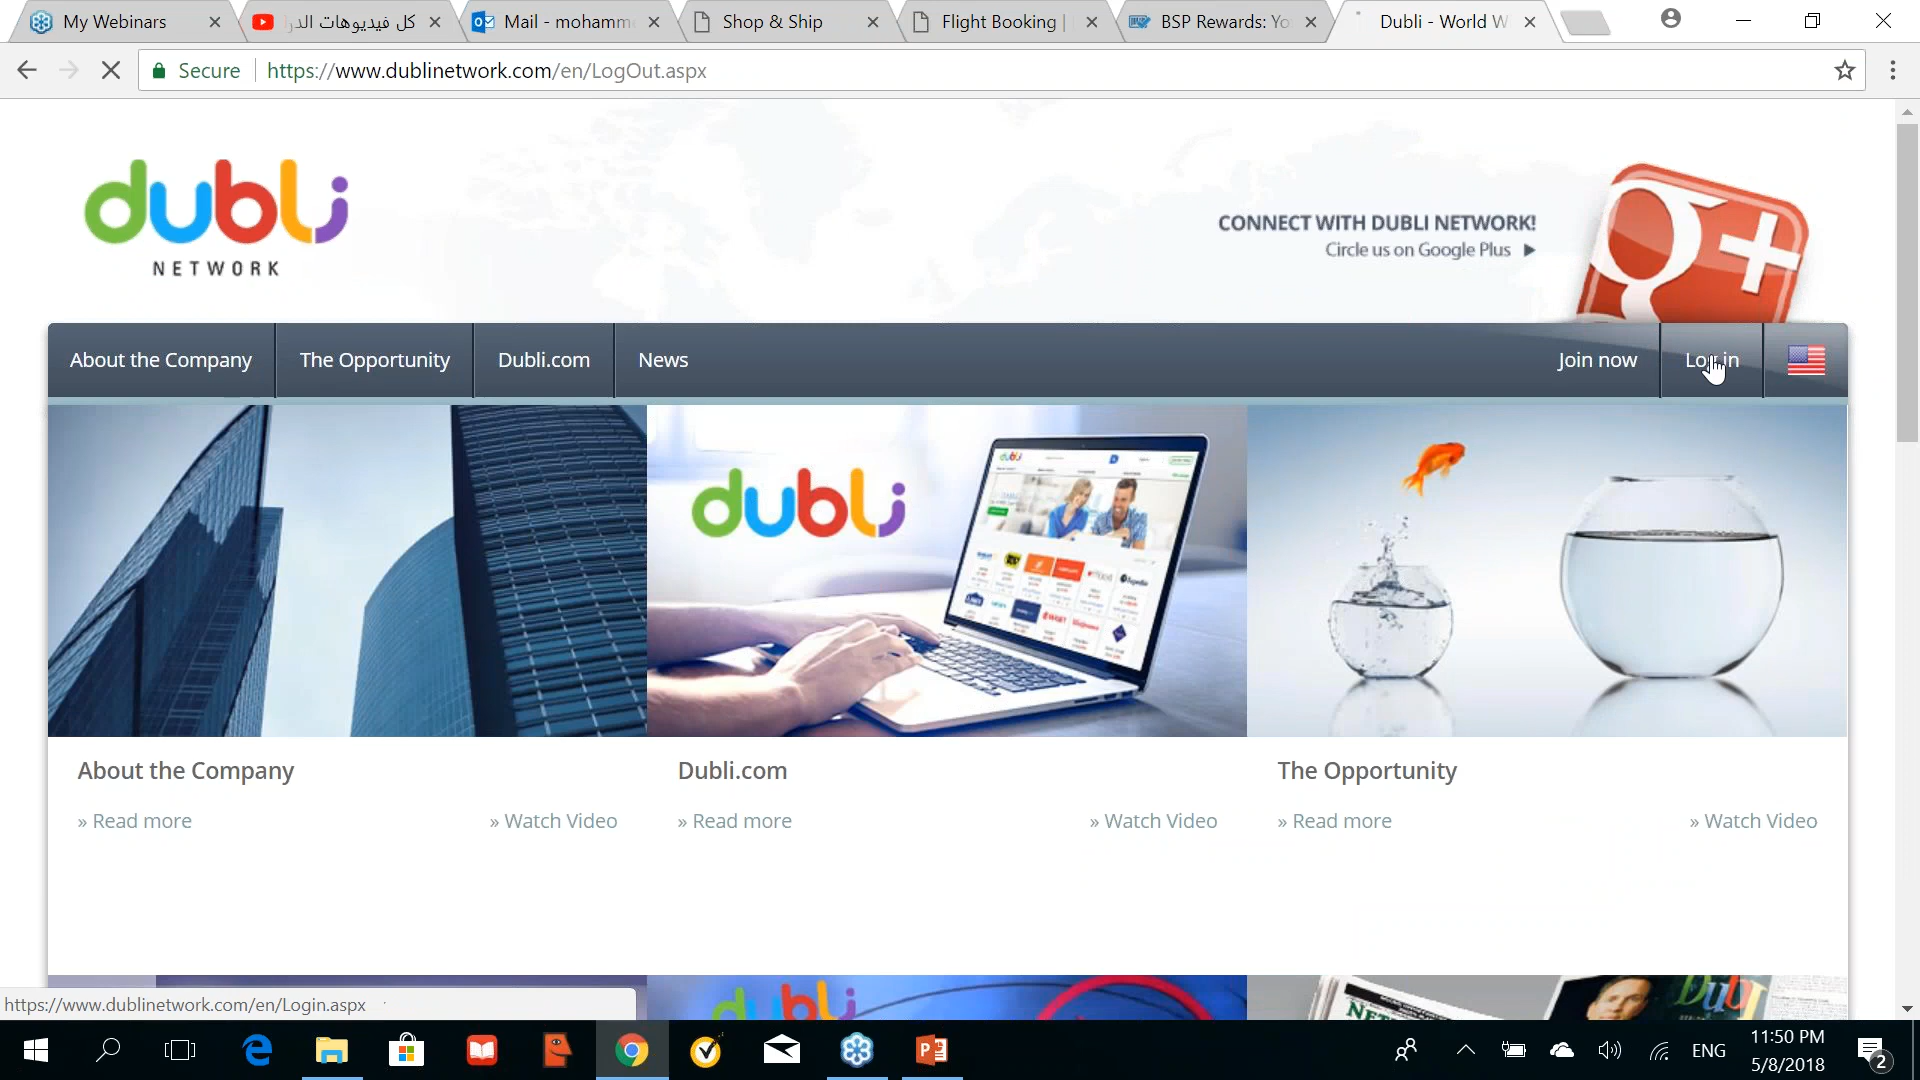 My Webinars
كل فيديوهات الدرا
Mail - mohamm
Shop & Ship
Flight Booking |
BSP Rewards: Yo
Dubli - World W
Secure
https://www.dublinetwork.com/en/LogOut.aspx
dubli
NETWORK
CONNECT WITH DUBLI NETWORK!
Circle us on Google Plus
g+
About the Company
The Opportunity
Dubli.com
News
Join now
Log in
dubli
About the Company
Dubli.com
The Opportunity
» Read more
» Watch Video
» Read more
» Watch Video
» Read more
» Watch Video
https://www.dublinetwork.com/en/Login.aspx
ENG
11:50 PM
5/8/2018
2